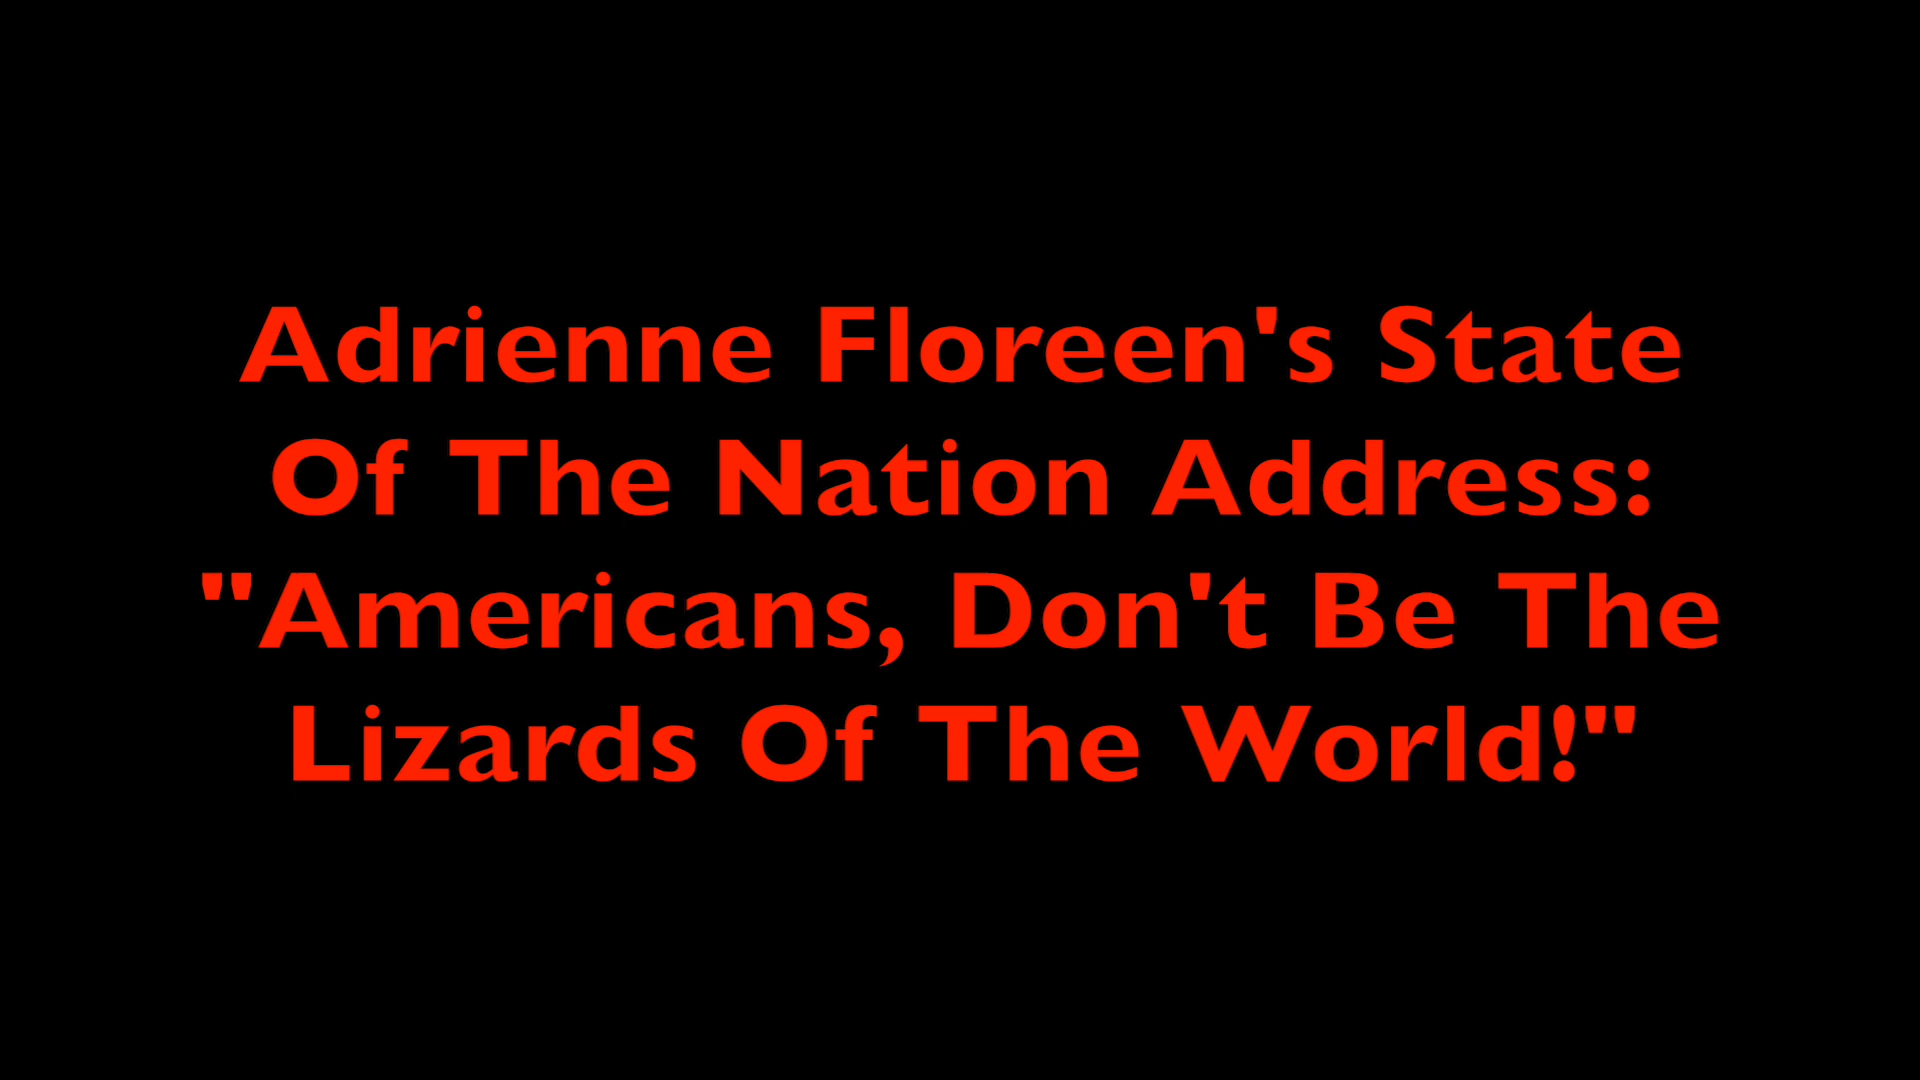 Adrienne Floreen's State
Of The Nation Address:
"Americans, Don't Be The
Lizards Of The World!"